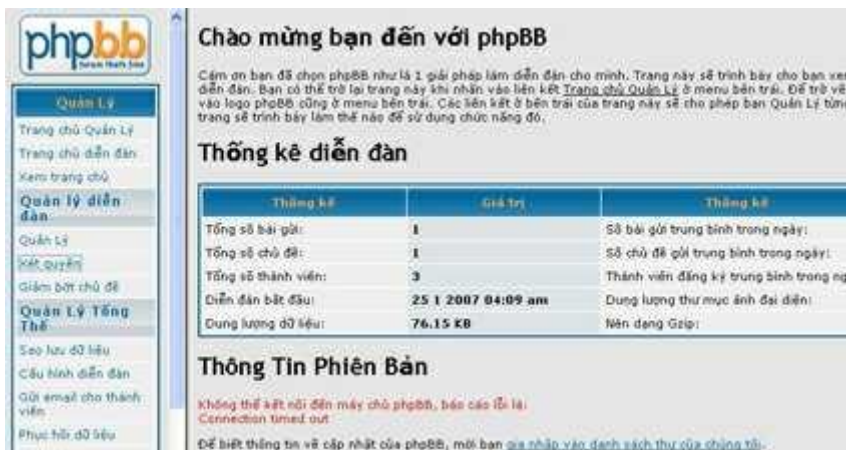 phpbb
Quản Lý
Trang chủ Quản Lý
Trang chủ diễn đàn
Xem trang chủ
Quản lý diễn
đàn
Quản Lý
Xét quyền
Giảm bớt chủ đề
Quản Lý Tổng
Thể
Sao lưu dữ liệu
Cấu hình diễn đàn
Gửi email cho thành
viên
Phục hồi dữ liệu
Chào mừng bạn đến với phpBB
Cám ơn bạn đã chọn phpBB như là 1 giải pháp làm diễn đàn cho mình. Trang này sẽ trình bày cho bạn xem
diễn đàn. Bạn có thể trở lại trang này khi nhấn vào liên kết Trang chủ Quản Lý ở menu bên trái. Để trở về
vào logo phpBB cũng ở menu bên trái. Các liên kết ở bên trái của trang này sẽ cho phép bạn Quản Lý từng
trang sẽ trình bày làm thế nào để sử dụng chức năng đó.
Thống kê diễn đàn
Thống kê Giá trị Thống kê
Tổng số bài gửi: 1 Số bài gửi trung bình trong ngày:
Tổng số chủ đề: 1 Số chủ đề gửi trung bình trong ngày:
Tổng số thành viên: 3 Thành viên đăng ký trung bình trong ng
Diễn đàn bắt đầu: 25 1 2007 04:09 am Dung lượng thư mục ảnh đại diện:
Dung lượng dữ liệu: 76.15 KB Nén dạng Gzip:
Thông Tin Phiên Bản
Không thể kết nối đến máy chủ phpBB, báo cáo lỗi là:
Connection timed out
Để biết thông tin về cập nhật của phpBB, mời bạn gia nhập vào danh sách thư của chúng tôi.